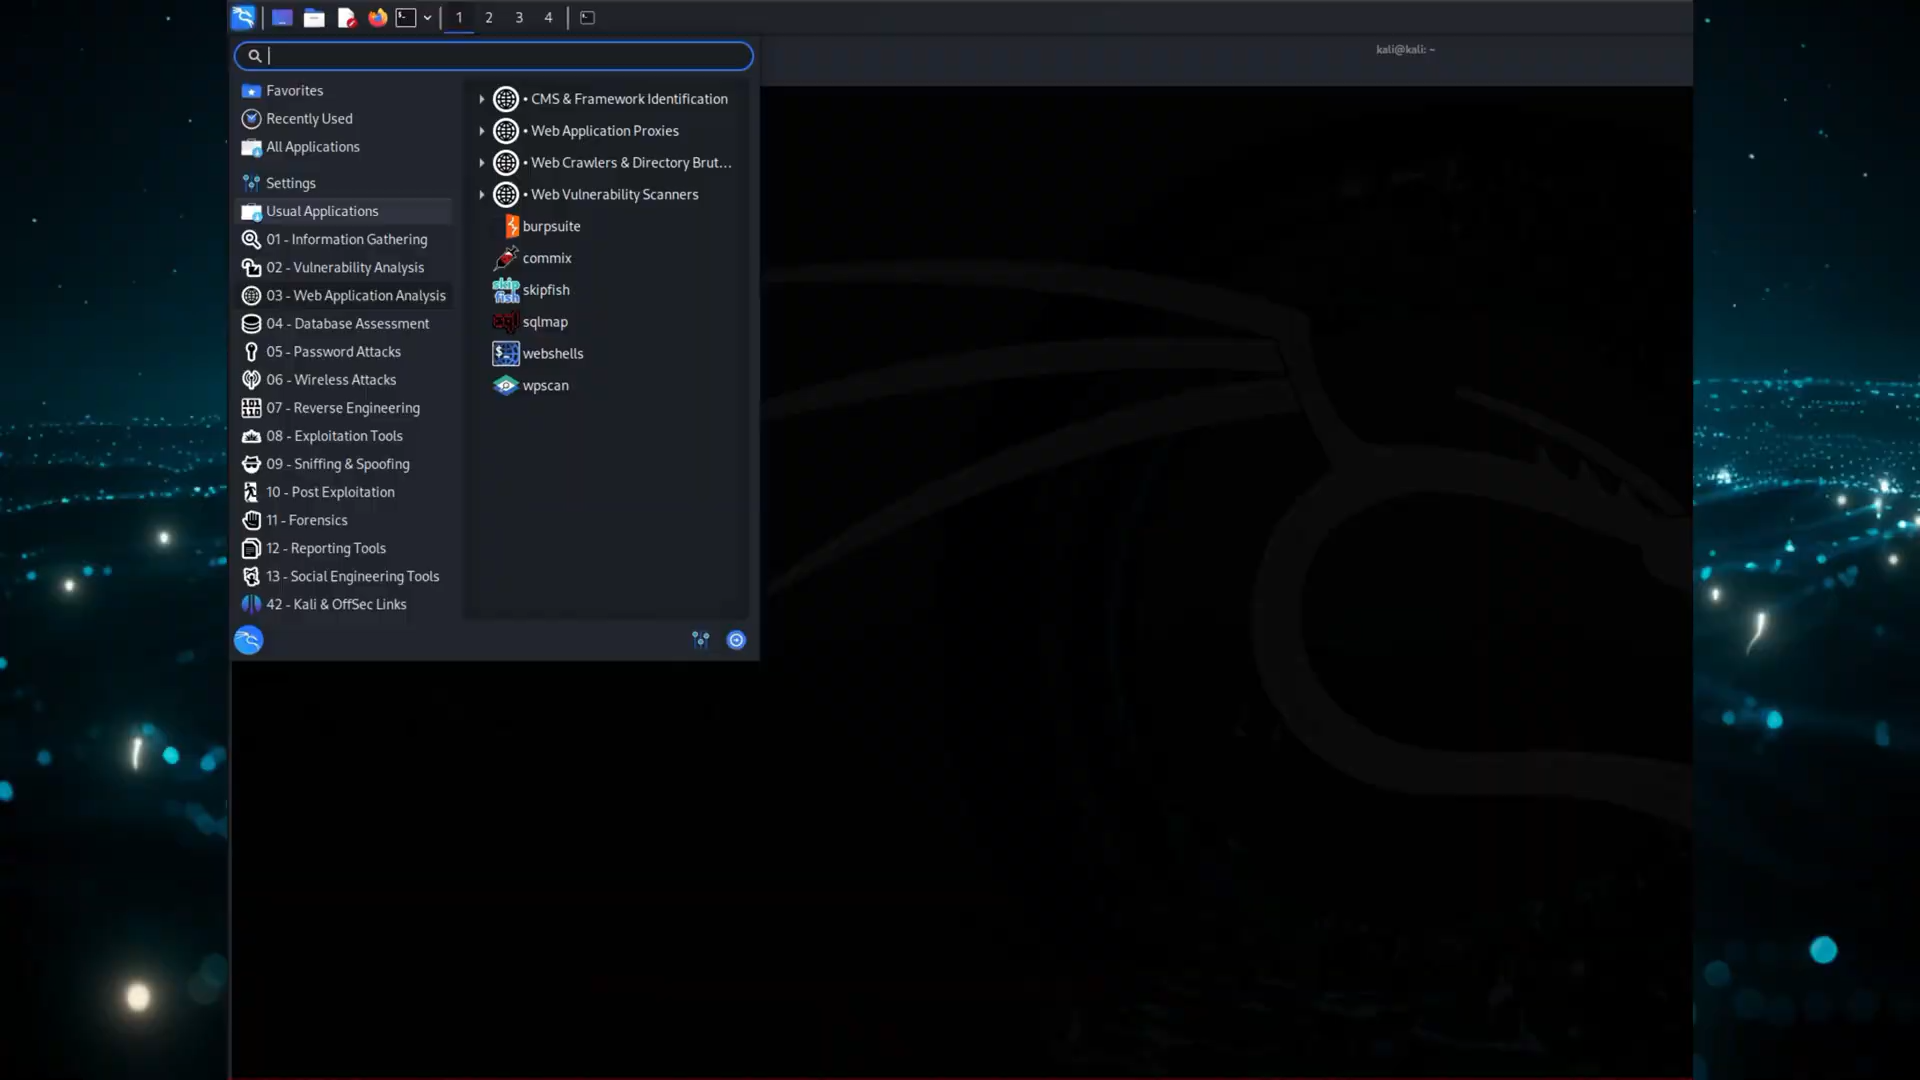 1 2 3 4
kali@kali: ~
Favorites
Recently Used
All Applications
Settings
Usual Applications
01 - Information Gathering
02 - Vulnerability Analysis
03 - Web Application Analysis
04 - Database Assessment
05 - Password Attacks
06 - Wireless Attacks
07 - Reverse Engineering
08 - Exploitation Tools
09 - Sniffing & Spoofing
10 - Post Exploitation
11 - Forensics
12 - Reporting Tools
13 - Social Engineering Tools
42 - Kali & OffSec Links
• CMS & Framework Identification
• Web Application Proxies
• Web Crawlers & Directory Brut...
• Web Vulnerability Scanners
burpsuite
commix
skip
fish
skipfish
sql
sqlmap
webshells
wpscan